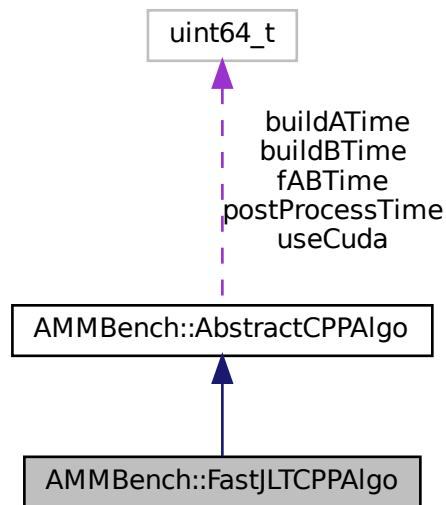 uint64_t
buildATime
buildBTime
fABTime
postProcessTime
useCuda
AMMBench::AbstractCPPAlgo
AMMBench::FastJLTCPPAlgo